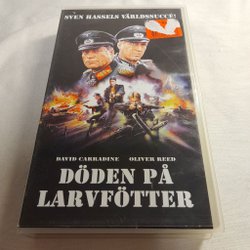 SVEN HASSELS VÄRLDSSUCCÉ!
DAVID CARRADINE OLIVER REED
DÖDEN PÅ
LARVFÖTTER